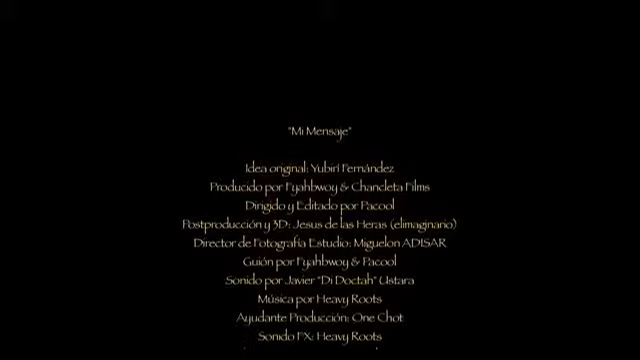 "Mi Mensaje"
Idea original: Yubirí Fernández
Producido por Fyahbwoy & Chancleta Films
Dirigido y Editado por Pacool
Postproducción y 3D: Jesus de las Heras (elimaginario)
Director de Fotografía Estudio: Miguelon ADISAR
Guión por Fyahbwoy & Pacool
Sonido por Javier "Di Doctah" Ustara
Música por Heavy Roots
Ayudante Producción: One Chot
Sonido FX: Heavy Roots